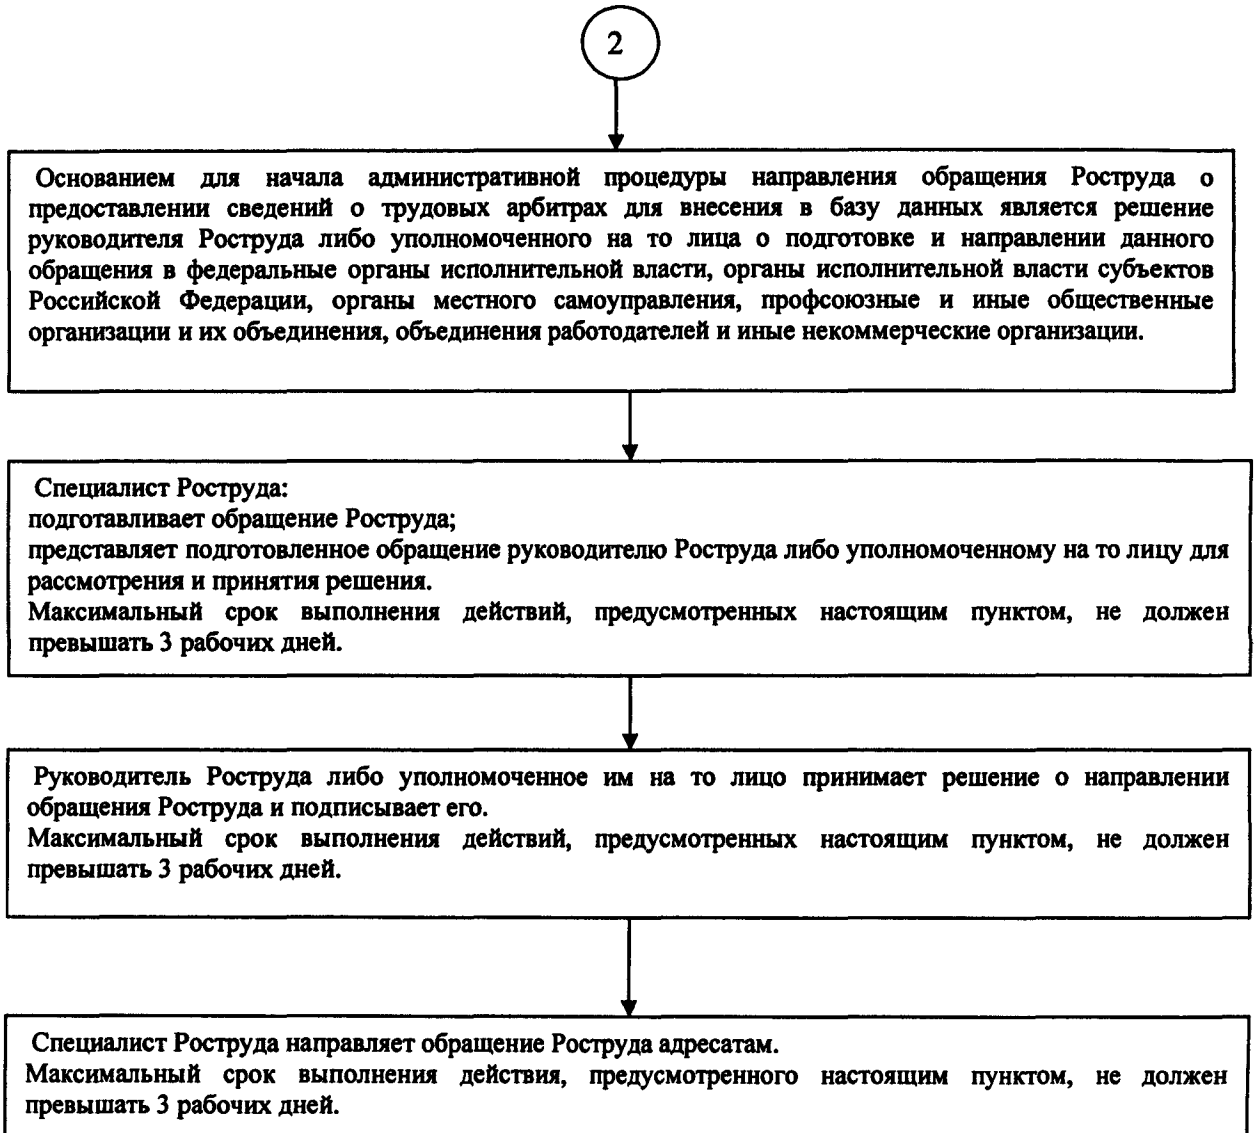 2
Основанием для начала административной процедуры направления обращения Роструда о
предоставлении сведений о трудовых арбитрах для внесения в базу данных является решение
руководителя Роструда либо уполномоченного на то лица о подготовке и направлении данного
обращения в федеральные органы исполнительной власти, органы исполнительной власти субъектов
Российской Федерации, органы местного самоуправления, профсоюзные и иные общественные
организации и их объединения, объединения работодателей и иные некоммерческие организации.
Специалист Роструда:
подготавливает обращение Роструда;
представляет подготовленное обращение руководителю Роструда либо уполномоченному на то лицу для
рассмотрения и принятия решения.
Максимальный срок выполнения действий, предусмотренных настоящим пунктом, не должен
превышать 3 рабочих дней.
Руководитель Роструда либо уполномоченное им на то лицо принимает решение о направлении
обращения Роструда и подписывает его.
Максимальный срок выполнения действий, предусмотренных настоящим пунктом, не должен
превышать 3 рабочих дней.
Специалист Роструда направляет обращение Роструда адресатам.
Максимальный срок выполнения действия, предусмотренного настоящим пунктом, не должен
превышать 3 рабочих дней.